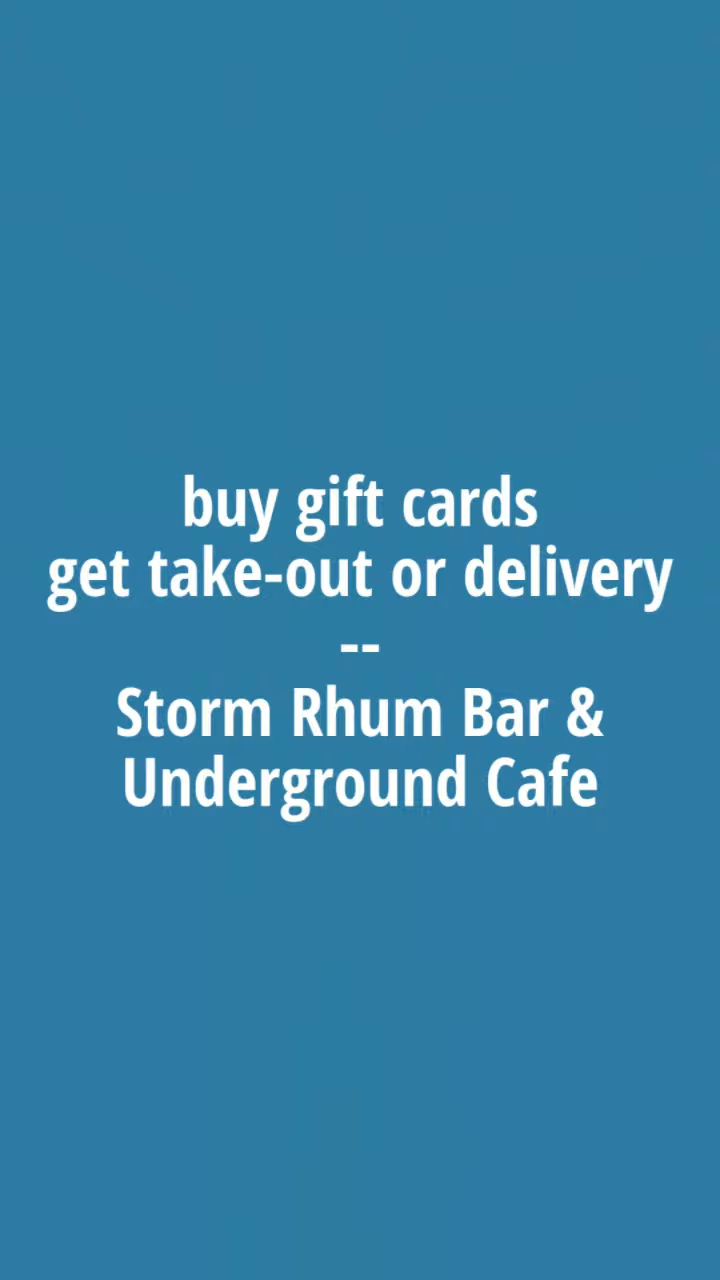 buy gift cards
get take-out or delivery
--
Storm Rhum Bar &
Underground Cafe